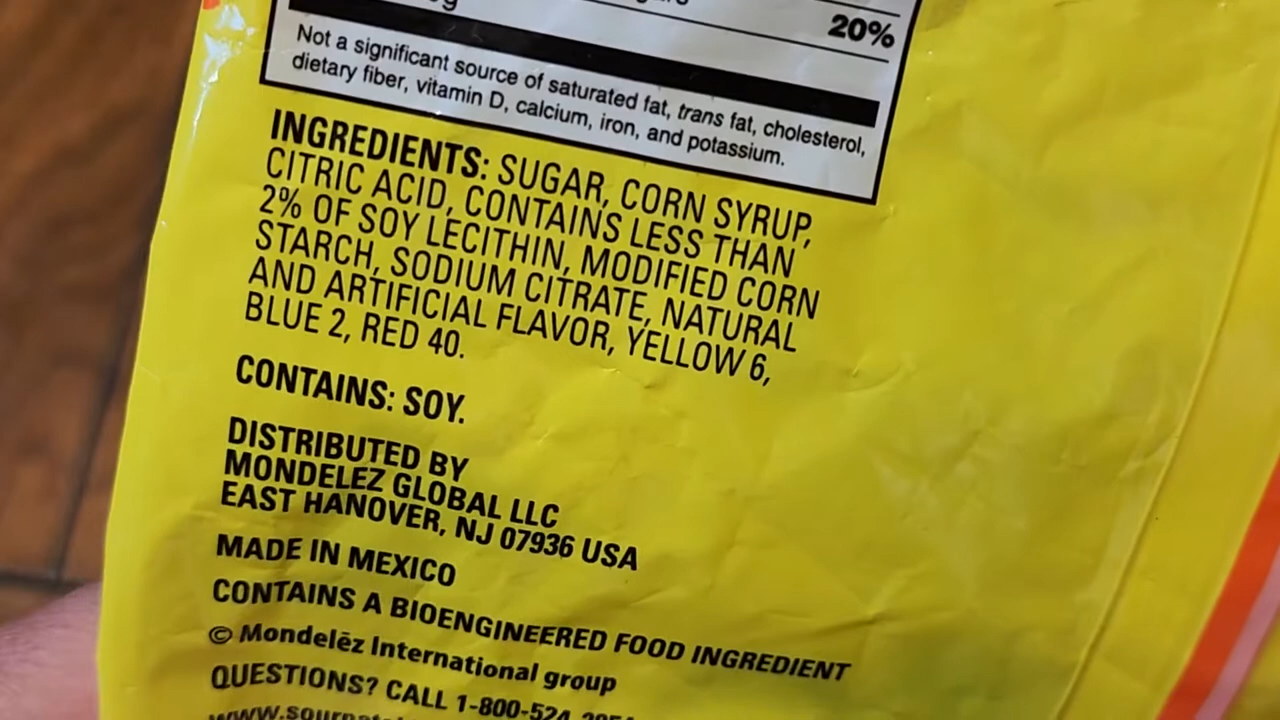 20%
Not a significant source of saturated fat, trans fat, cholesterol,
dietary fiber, vitamin D, calcium, iron, and potassium.
INGREDIENTS: SUGAR, CORN SYRUP,
CITRIC ACID, CONTAINS LESS THAN
2% OF SOY LECITHIN, MODIFIED CORN
STARCH, SODIUM CITRATE, NATURAL
AND ARTIFICIAL FLAVOR, YELLOW 6,
BLUE 2, RED 40.
CONTAINS: SOY.
DISTRIBUTED BY
MONDELĒZ GLOBAL LLC
EAST HANOVER, NJ 07936 USA
MADE IN MEXICO
CONTAINS A BIOENGINEERED FOOD INGREDIENT
© Mondelēz International group
QUESTIONS? CALL 1-800-524